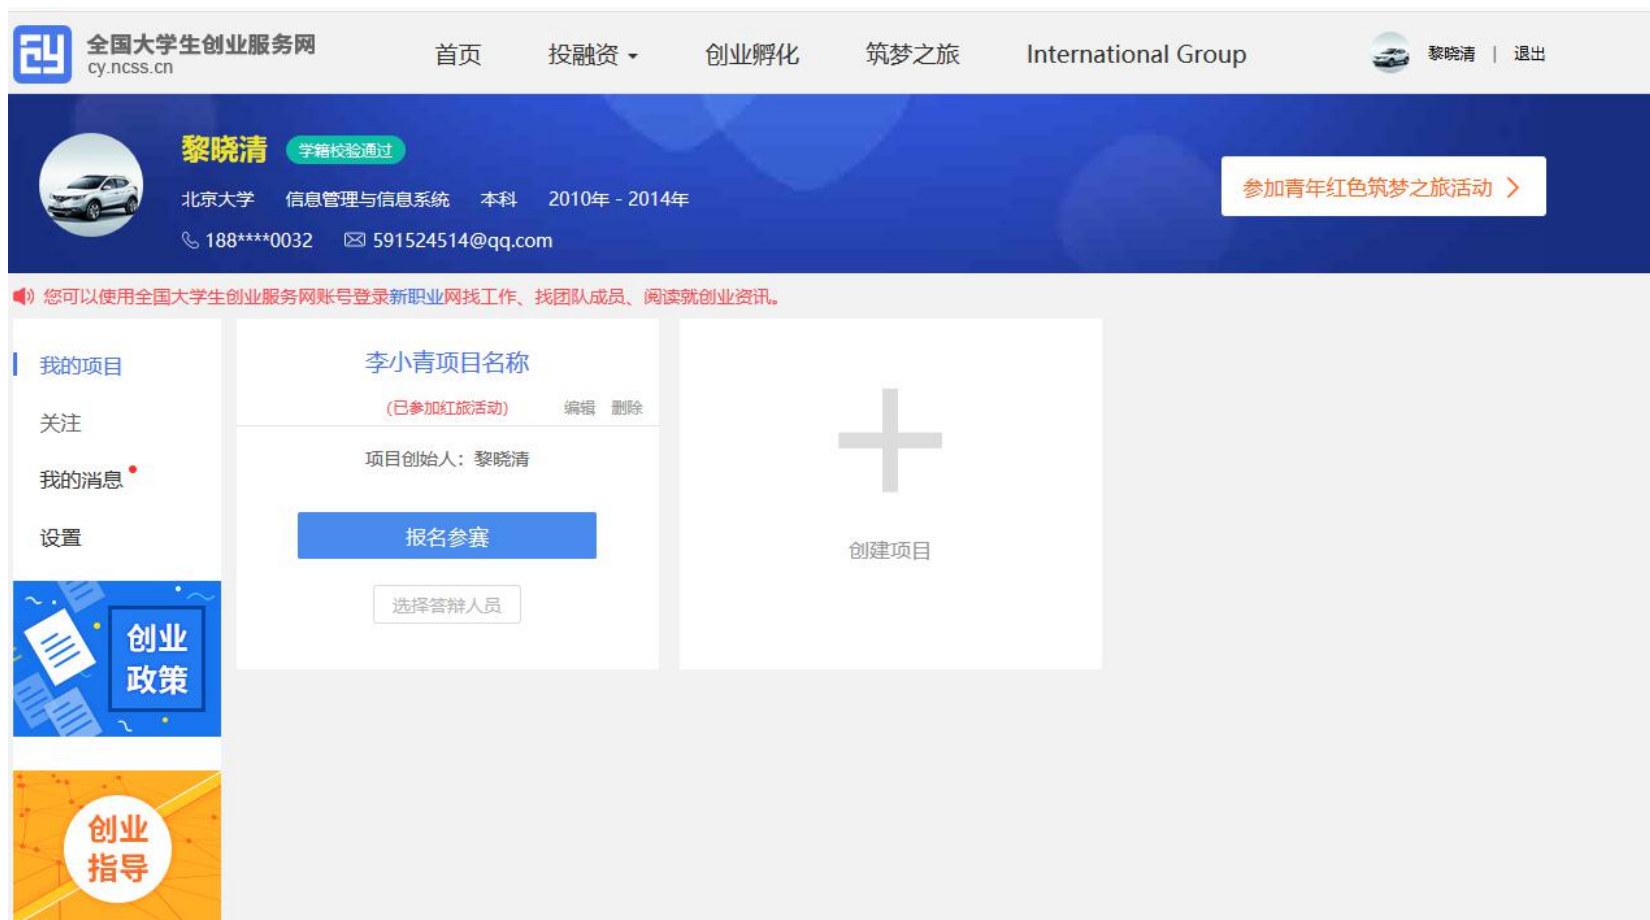 全国大学生创业服务网
cy.ncss.cn
首页 投融资 创业孵化 筑梦之旅 International Group 黎晓清 | 退出
黎晓清 学籍校验通过
北京大学 信息管理与信息系统 本科 2010年 - 2014年
188****0032 591524514@qq.com
参加青年红色筑梦之旅活动
您可以使用全国大学生创业服务网账号登录新职业网找工作、找团队成员、阅读就创业资讯。
我的项目
关注
我的消息
设置
李小青项目名称
(已参加红旅活动) 编辑 删除
项目创始人：黎晓清
报名参赛
选择答辩人员
创建项目
创业
政策
创业
指导